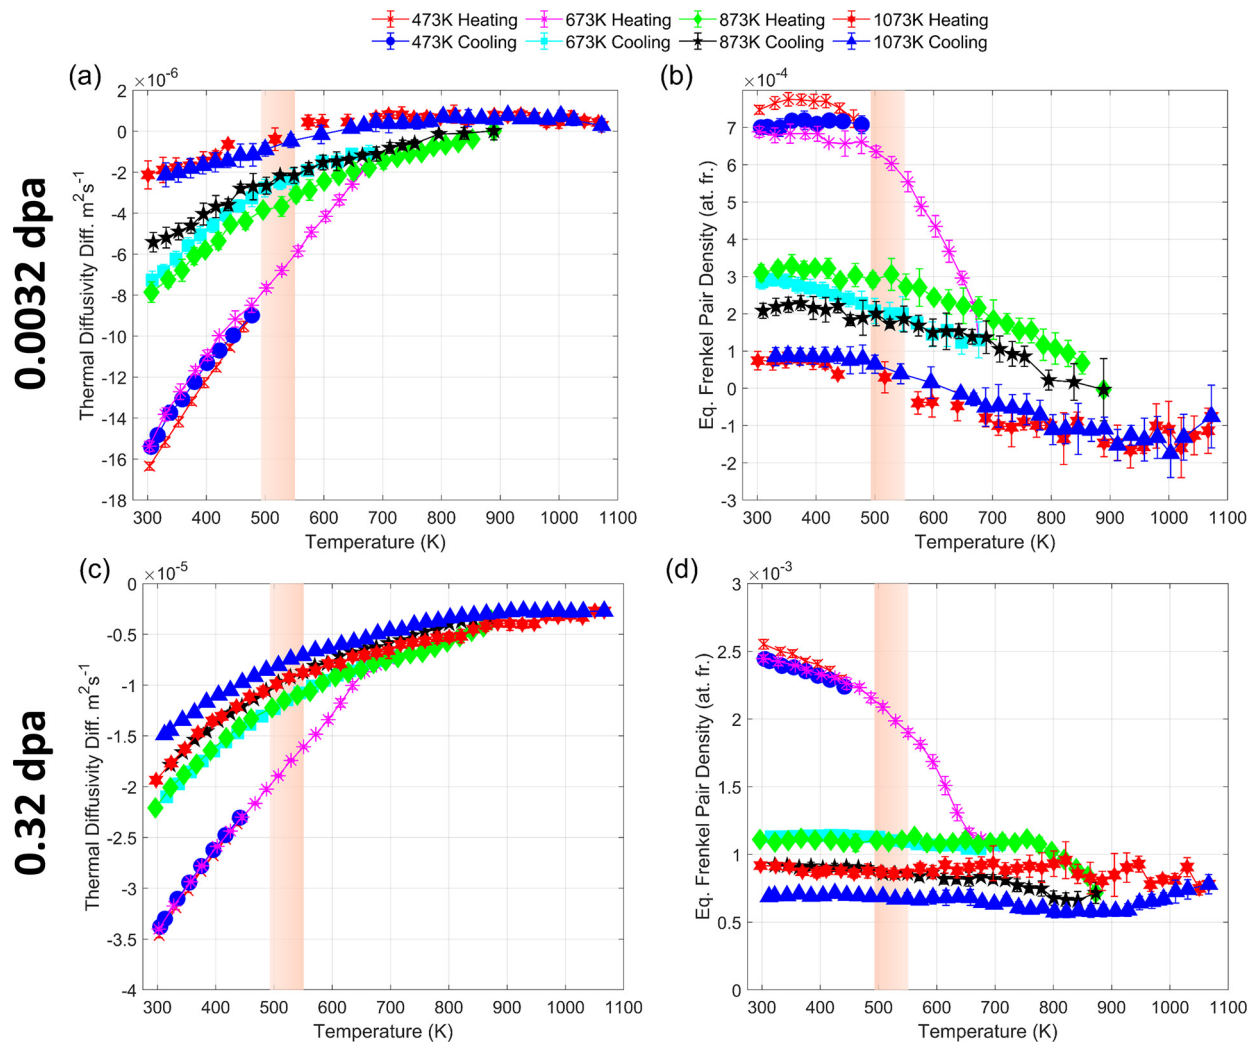 473K Heating 673K Heating 873K Heating 1073K Heating
473K Cooling 673K Cooling 873K Cooling 1073K Cooling
0.0032 dpa
(a)
×10⁻⁶
Thermal Diffusivity Diff. m²s⁻¹
2
0
-2
-4
-6
-8
-10
-12
-14
-16
-18
300 400 500 600 700 800 900 1000 1100
Temperature (K)
(b)
×10⁻⁴
Eq. Frenkel Pair Density (at. fr.)
7
6
5
4
3
2
1
0
-1
-2
-3
300 400 500 600 700 800 900 1000 1100
Temperature (K)
0.32 dpa
(c)
×10⁻⁵
Thermal Diffusivity Diff. m²s⁻¹
0
-0.5
-1
-1.5
-2
-2.5
-3
-3.5
-4
300 400 500 600 700 800 900 1000 1100
Temperature (K)
(d)
×10⁻³
Eq. Frenkel Pair Density (at. fr.)
3
2.5
2
1.5
1
0.5
0
300 400 500 600 700 800 900 1000 1100
Temperature (K)